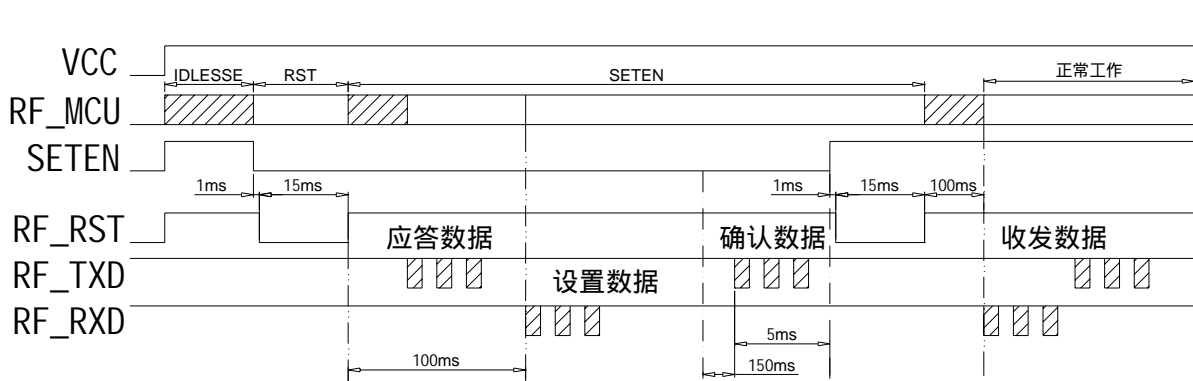 VCC
IDLESSE RST SETEN 正常工作
RF_MCU
SETEN
1ms 15ms 1ms 15ms 100ms
RF_RST
应答数据 确认数据 收发数据
RF_TXD
设置数据
RF_RXD
5ms
100ms 150ms